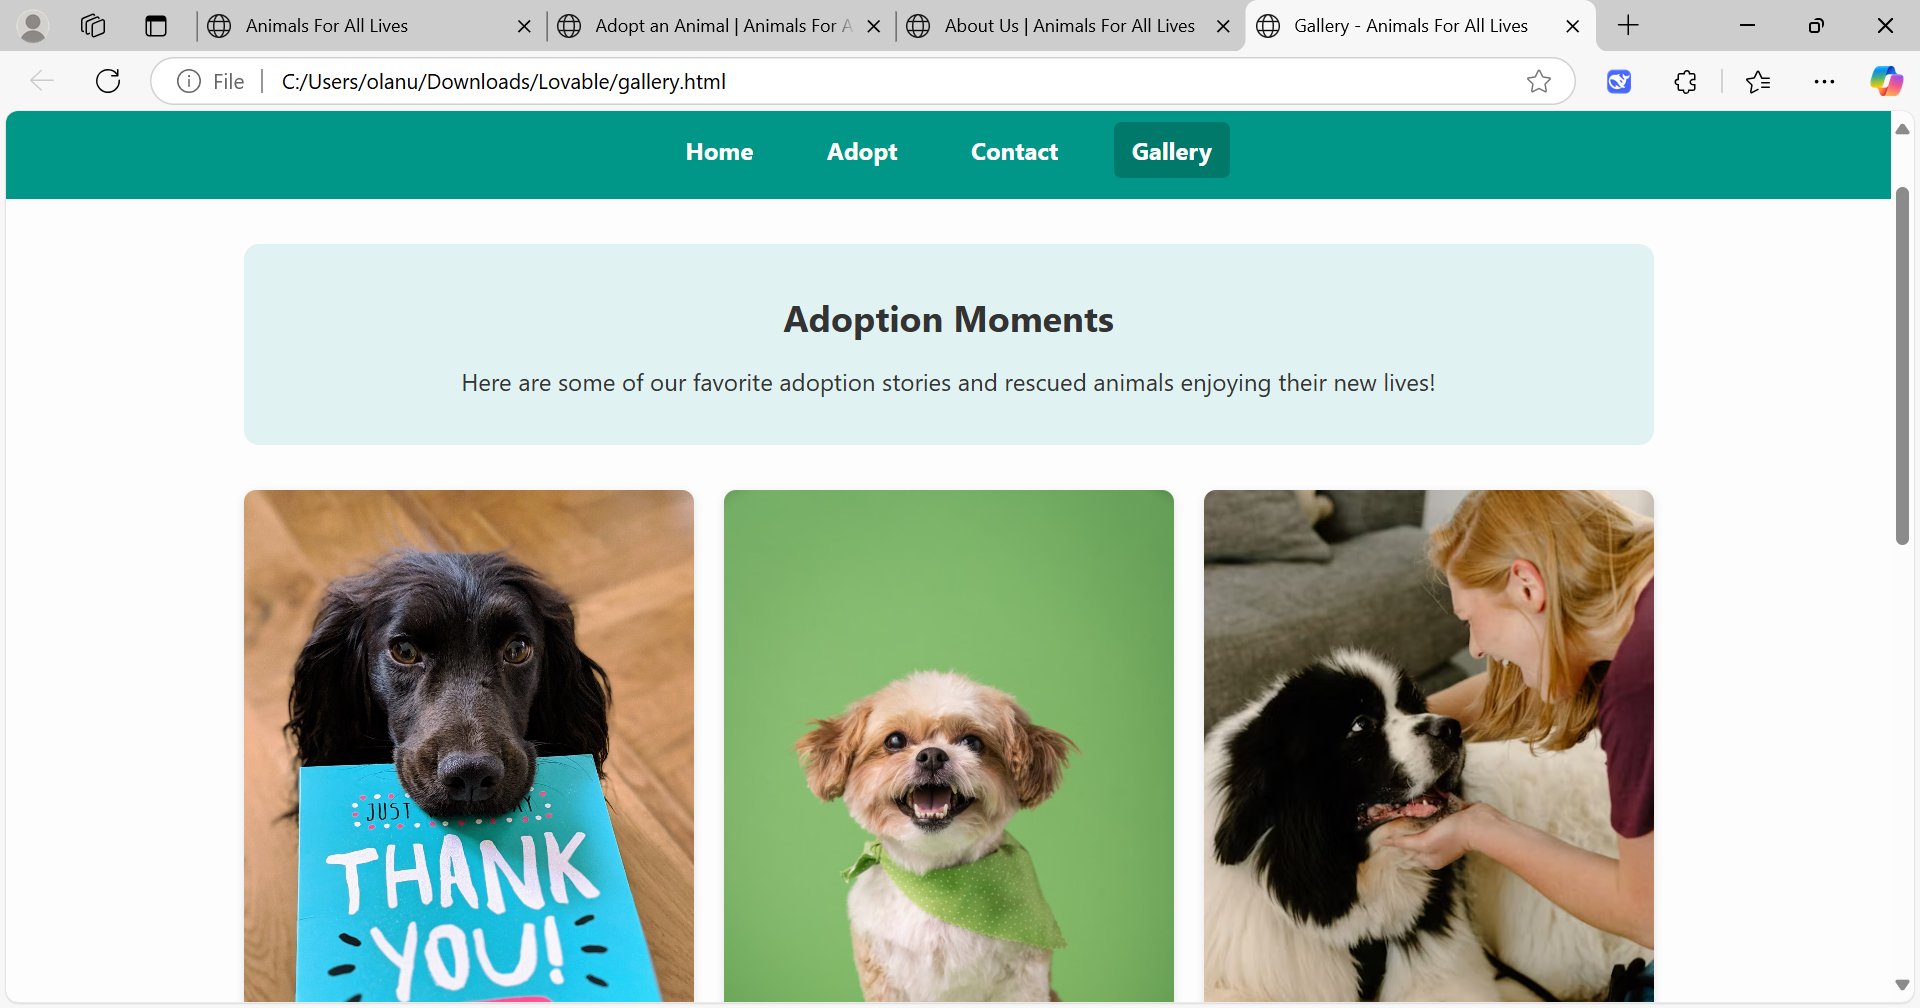 Animals For All Lives
Adopt an Animal | Animals For A
About Us | Animals For All Lives
Gallery - Animals For All Lives
File
C:/Users/olanu/Downloads/Lovable/gallery.html
Home
Adopt
Contact
Gallery
Adoption Moments
Here are some of our favorite adoption stories and rescued animals enjoying their new lives!
JUST
THANK
YOU!